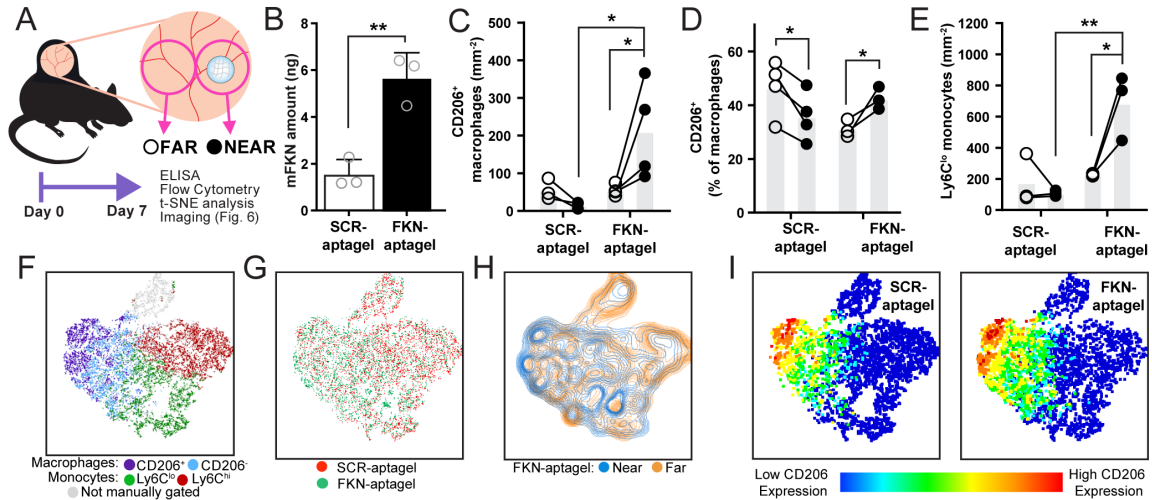 A
FAR
NEAR
Day 0
Day 7
ELISA
Flow Cytometry
t-SNE analysis
Imaging (Fig. 6)
B
mFKN amount (ng)
8
6
4
2
0
**
SCR-
aptagel
FKN-
aptagel
C
CD206⁺
macrophages (mm⁻²)
500
400
300
200
100
0
*
*
SCR-
aptagel
FKN-
aptagel
D
CD206⁺
(% of macrophages)
60
40
20
0
*
*
SCR-
aptagel
FKN-
aptagel
E
Ly6Cˡᵒ monocytes (mm⁻²)
1200
1000
800
600
400
200
0
**
*
SCR-
aptagel
FKN-
aptagel
F
Macrophages: CD206⁺ CD206⁻
Monocytes: Ly6Cˡᵒ Ly6Cʰⁱ
Not manually gated
G
SCR-aptagel
FKN-aptagel
H
FKN-aptagel: Near Far
I
SCR-
aptagel
FKN-
aptagel
Low CD206
Expression
High CD206
Expression